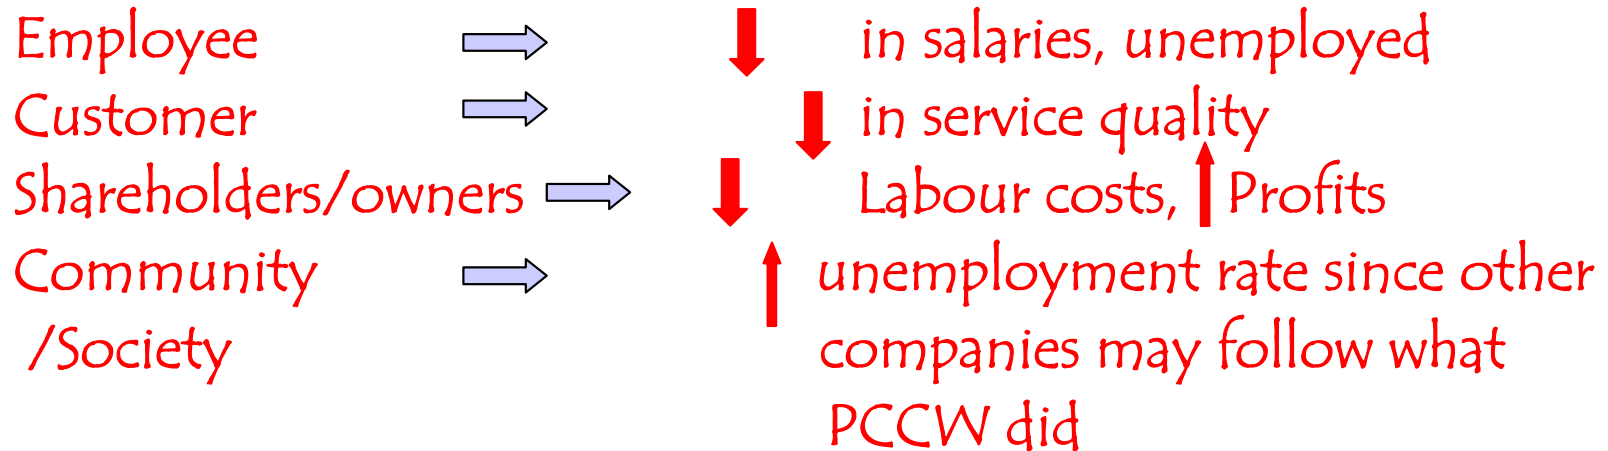 Employee in salaries, unemployed
Customer in service quality
Shareholders/owners Labour costs, Profits
Community unemployment rate since other
/Society companies may follow what
PCCW did